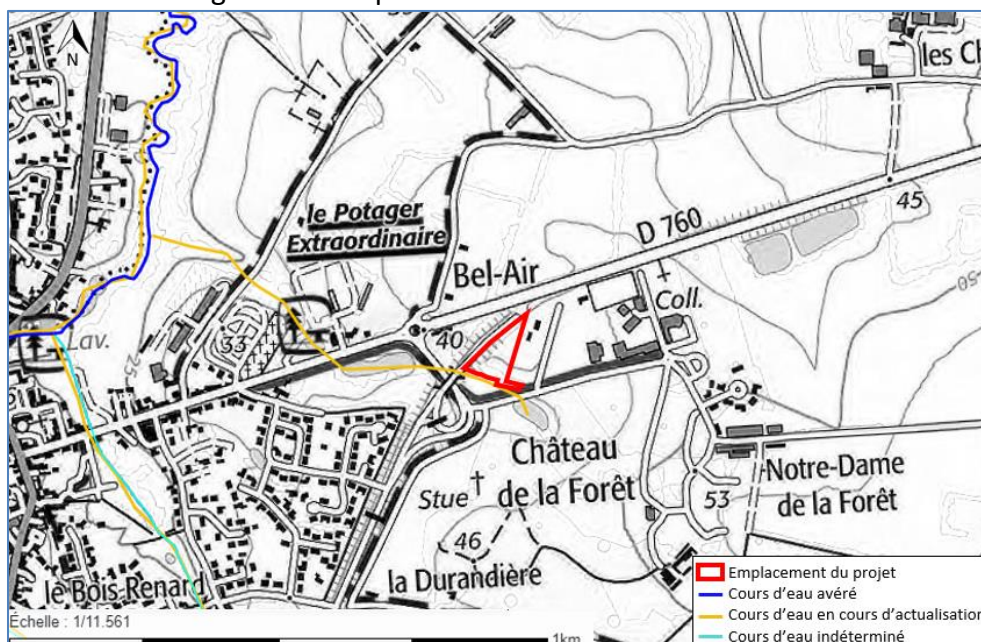 N
les Ch
le Potager
Extraordinaire
D 760
45
Bel-Air
Coll.
Lav.
33
40
25
50
Château
de la Forêt
Stue
Notre-Dame
de la Forêt
53
46
la Durandière
le Bois-Renard
Échelle : 1/11.561
1km
Emplacement du projet
Cours d'eau avéré
Cours d'eau en cours d'actualisation
Cours d'eau indéterminé